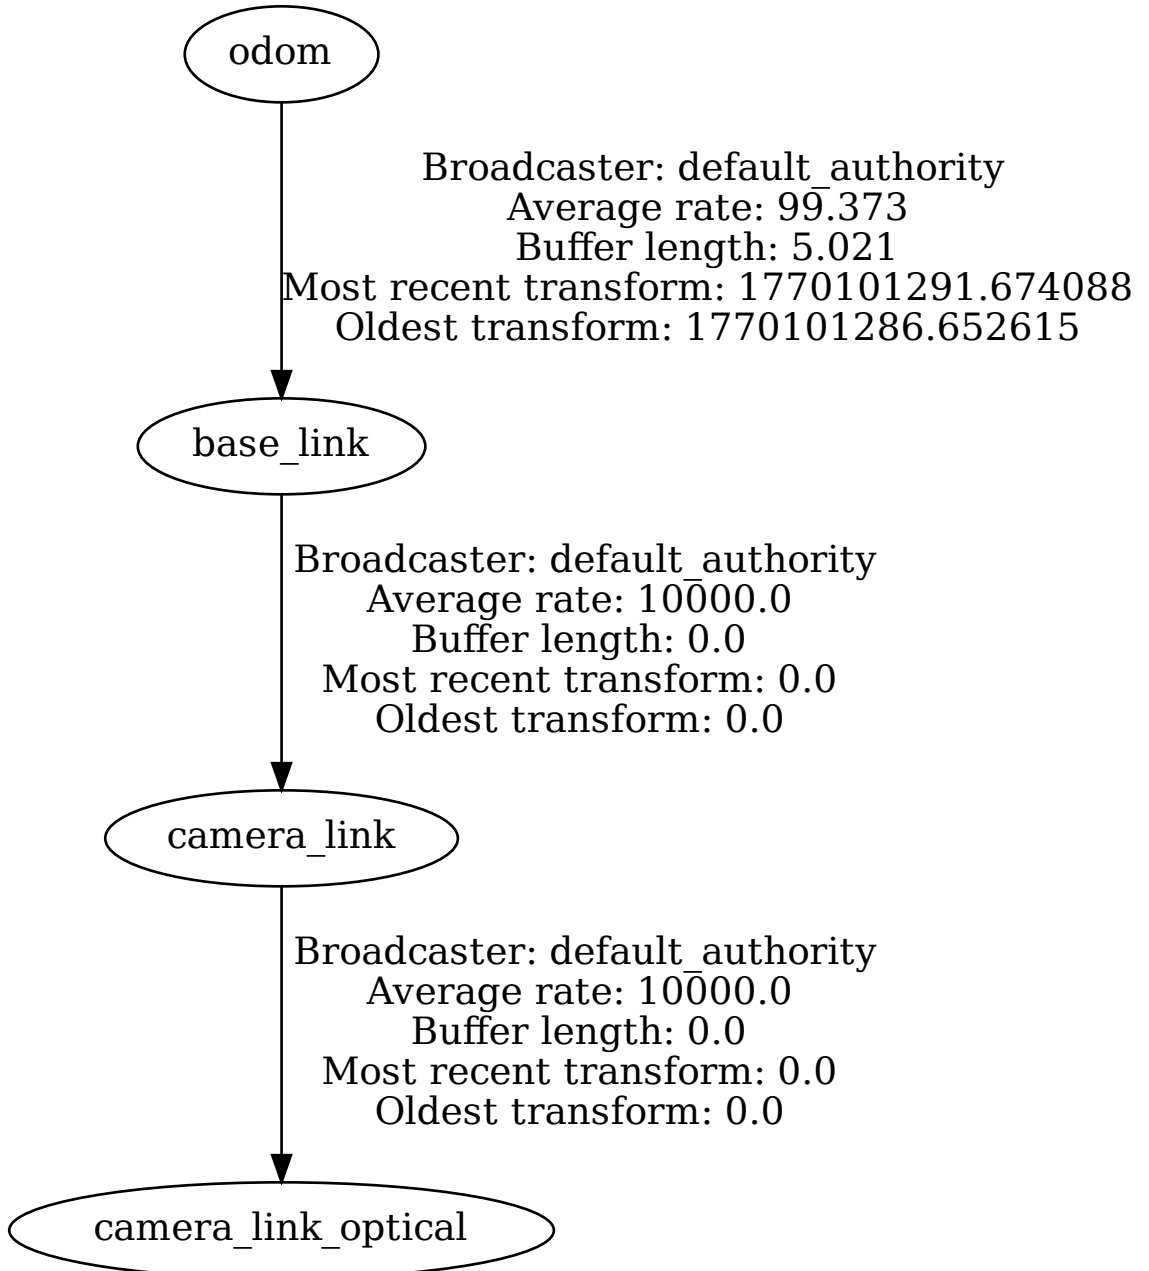 odom
Broadcaster: default_authority
Average rate: 99.373
Buffer length: 5.021
Most recent transform: 1770101291.674088
Oldest transform: 1770101286.652615
base_link
Broadcaster: default_authority
Average rate: 10000.0
Buffer length: 0.0
Most recent transform: 0.0
Oldest transform: 0.0
camera_link
Broadcaster: default_authority
Average rate: 10000.0
Buffer length: 0.0
Most recent transform: 0.0
Oldest transform: 0.0
camera_link_optical